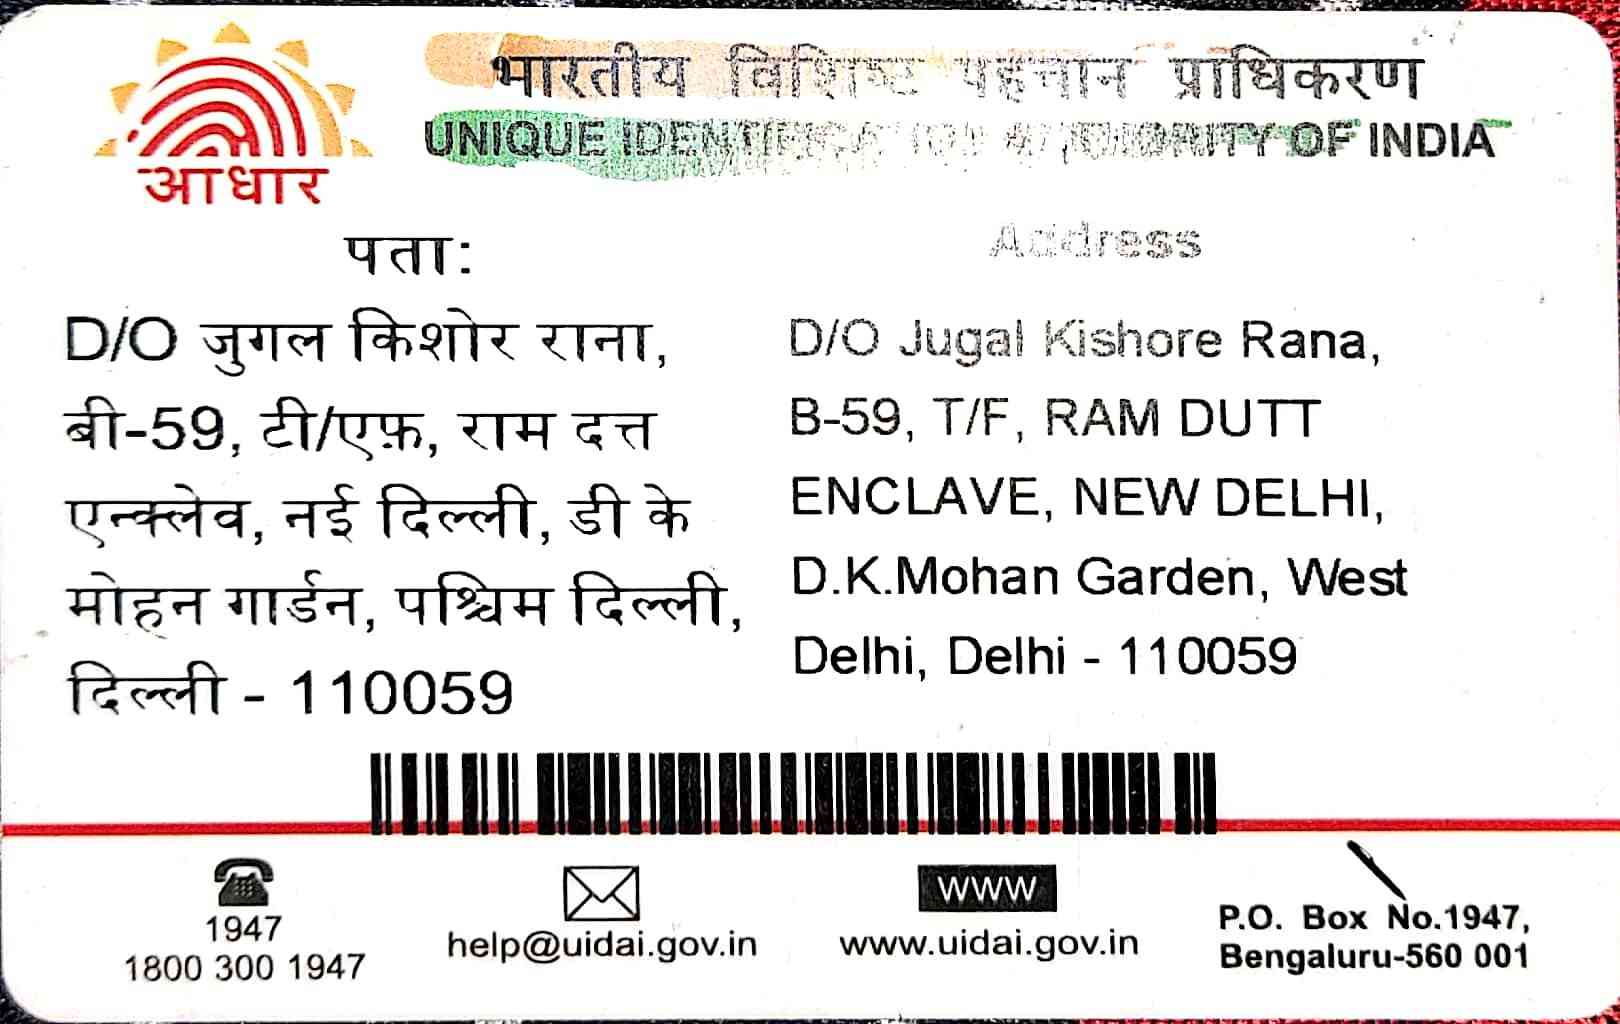 भारतीय विशिष्ट पहचान प्राधिकरण
UNIQUE IDENTIFICATION AUTHORITY OF INDIA
आधार
पता:
D/O जुगल किशोर राना,
बी-59, टी/एफ़, राम दत्त
एन्क्लेव, नई दिल्ली, डी के
मोहन गार्डन, पश्चिम दिल्ली,
दिल्ली - 110059
Address
D/O Jugal Kishore Rana,
B-59, T/F, RAM DUTT
ENCLAVE, NEW DELHI,
D.K.Mohan Garden, West
Delhi, Delhi - 110059
1947
1800 300 1947
help@uidai.gov.in
www
www.uidai.gov.in
P.O. Box No.1947,
Bengaluru-560 001